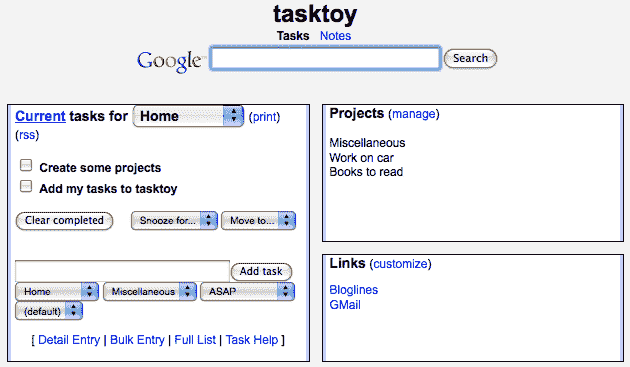 tasktoy
Tasks Notes
Google™ Search
Current tasks for Home (print)
(rss)
Create some projects
Add my tasks to tasktoy
Clear completed Snooze for... Move to...
Add task
Home Miscellaneous ASAP
(default)
[ Detail Entry | Bulk Entry | Full List | Task Help ]
Projects (manage)
Miscellaneous
Work on car
Books to read
Links (customize)
Bloglines
GMail